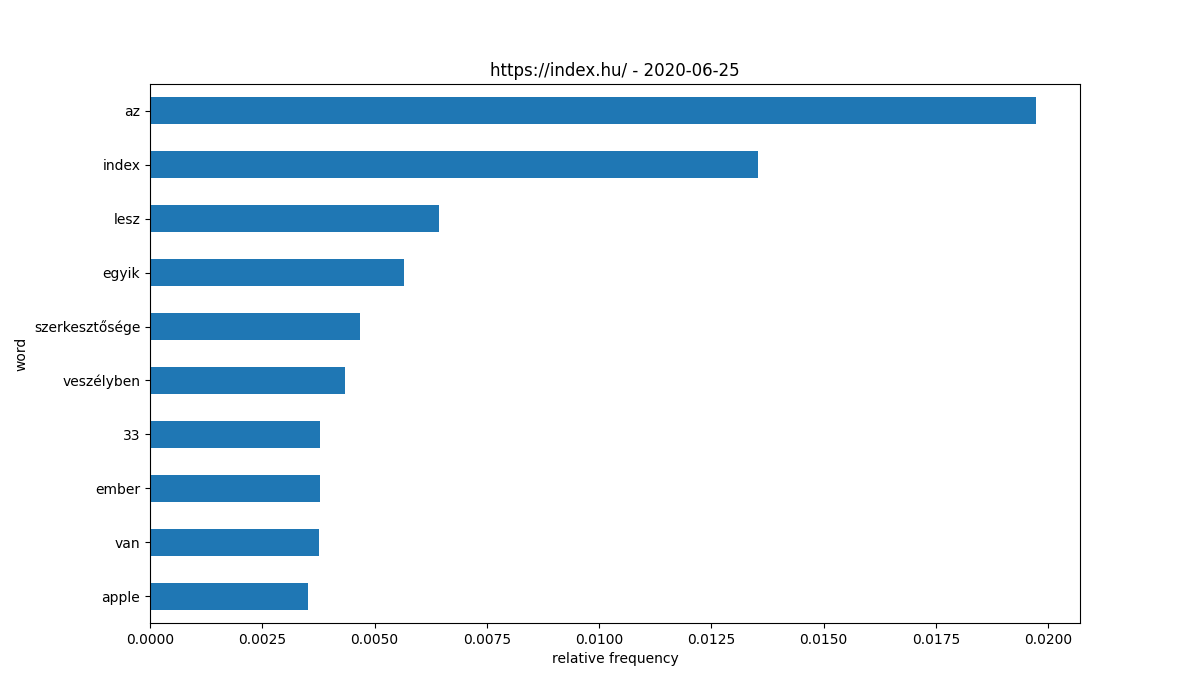 https://index.hu/ - 2020-06-25
word
az
index
lesz
egyik
szerkesztősége
veszélyben
33
ember
van
apple
0.0000 0.0025 0.0050 0.0075 0.0100 0.0125 0.0150 0.0175 0.0200
relative frequency